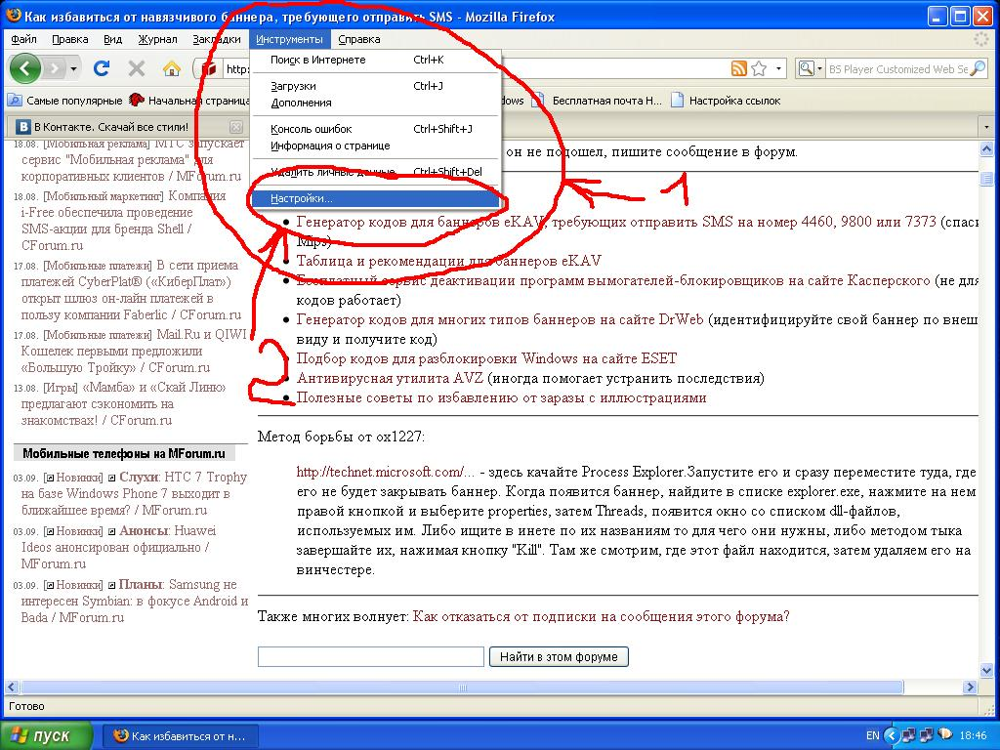 Как избавиться от навязчивого баннера, требующего отправить SMS - Mozilla Firefox
Файл Правка Вид Журнал Закладки Инструменты Справка
Поиск в Интернете Ctrl+K
Загрузки Ctrl+J
Дополнения
Консоль ошибок Ctrl+Shift+J
Информация о странице
Удалить личные данные Ctrl+Shift+Del
Настройки...
http:
BS Player Customized Web Se
Самые популярные Начальная страница dows Бесплатная почта H... Настройка ссылок
В Контакте. Скачай все стили!
18.08. [Мобильная реклама] МТС запускает
сервис "Мобильная реклама" для
корпоративных клиентов / MForum.ru
18.08. [Мобильный маркетинг] Компания
i-Free обеспечила проведение
SMS-акции для бренда Shell /
CForum.ru
17.08. [Мобильные платежи] В сети приема
платежей CyberPlat® («КиберПлат»)
открыт шлюз он-лайн платежей в
пользу компании Faberlic / CForum.ru
17.08. [Мобильные платежи] Mail.Ru и QIWI
Кошелек первыми предложили
«Большую Тройку» / CForum.ru
13.08. [Игры] «Мамба» и «Скай Линк»
предлагают сэкономить на
знакомствах! / CForum.ru
Мобильные телефоны на MForum.ru
03.09. [Новинки] Слухи: HTC 7 Trophy
на базе Windows Phone 7 выходит в
ближайшее время? / MForum.ru
03.09. [Новинки] Анонсы: Huawei
Ideos анонсирован официально /
MForum.ru
03.09. [Новинки] Планы: Samsung не
интересен Symbian: в фокусе Android и
Bada / MForum.ru
он не подошел, пишите сообщение в форум.
1
Генератор кодов для баннеров eKAV, требующих отправить SMS на номер 4460, 9800 или 7373 (спаси
Mips)
Таблица и рекомендации для баннеров eKAV
Бесплатный сервис деактивации программ вымогателей-блокировщиков на сайте Касперского (не для
кодов работает)
Генератор кодов для многих типов баннеров на сайте DrWeb (идентифицируйте свой баннер по внеш
виду и получите код)
2
Подбор кодов для разблокировки Windows на сайте ESET
Антивирусная утилита AVZ (иногда помогает устранить последствия)
Полезные советы по избавлению от заразы с иллюстрациями
Метод борьбы от ox1227:
http://technet.microsoft.com/... - здесь качайте Process Explorer.Запустите его и сразу переместите туда, где
его не будет закрывать баннер. Когда появится баннер, найдите в списке explorer.exe, нажмите на нем
правой кнопкой и выберите properties, затем Threads, появится окно со списком dll-файлов,
используемых им. Либо ищите в инете по их названиям то для чего они нужны, либо методом тыка
завершайте их, нажимая кнопку "Kill". Там же смотрим, где этот файл находится, затем удаляем его на
винчестере.
Также многих волнует: Как отказаться от подписки на сообщения этого форума?
Найти в этом форуме
Готово
пуск Как избавиться от н... EN 18:46